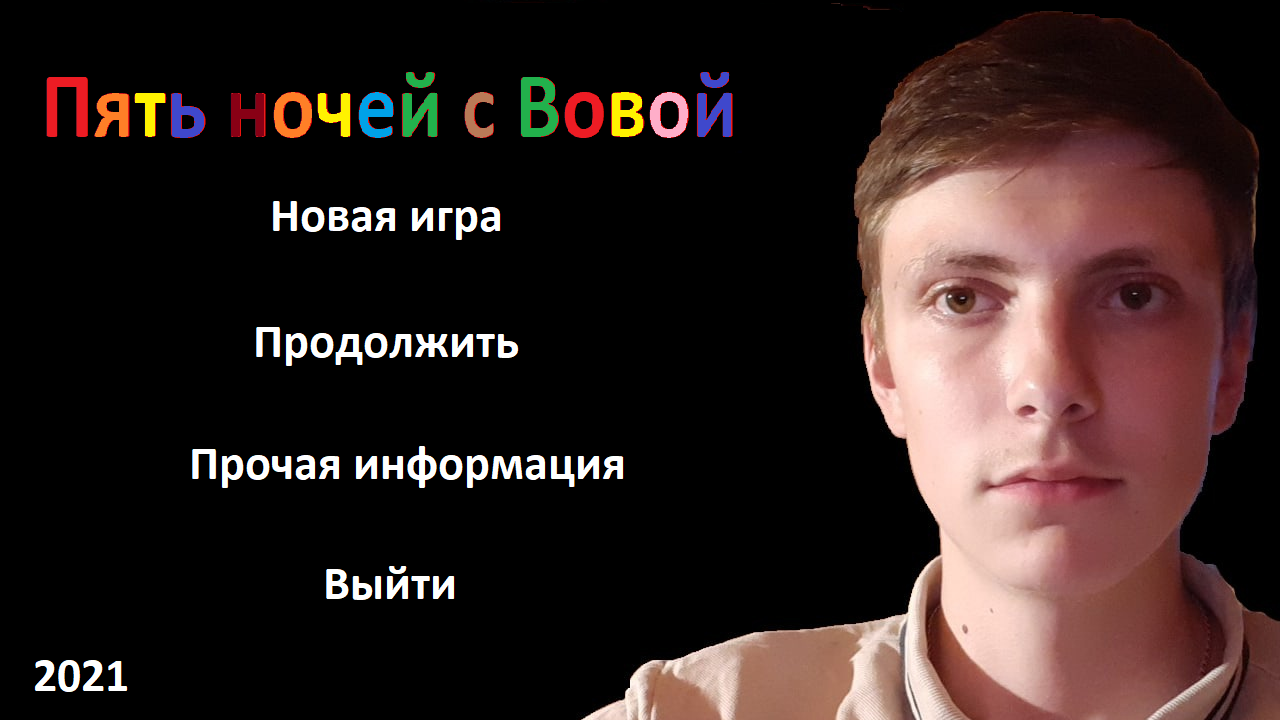 Пять ночей с Вовой
Новая игра
Продолжить
Прочая информация
Выйти
2021